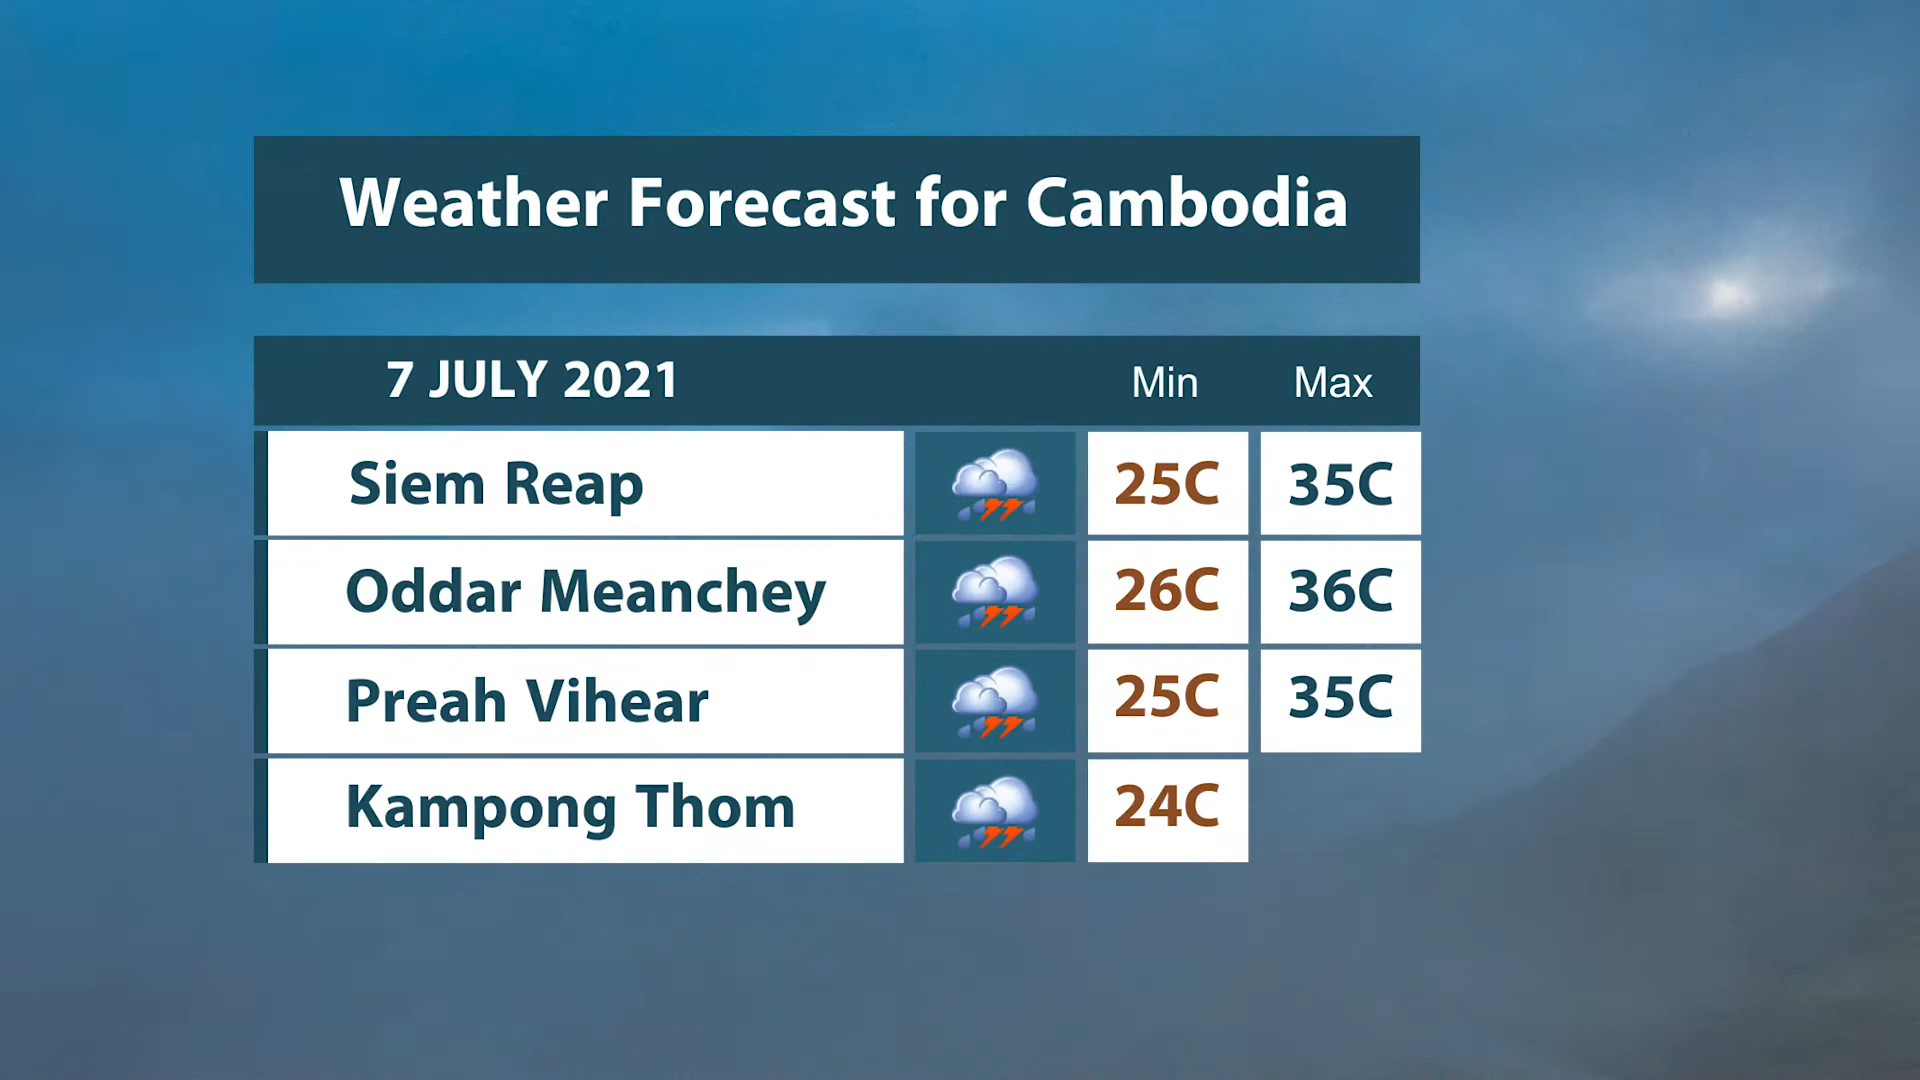 Weather Forecast for Cambodia
7 JULY 2021 Min Max
Siem Reap 25C 35C
Oddar Meanchey 26C 36C
Preah Vihear 25C 35C
Kampong Thom 24C